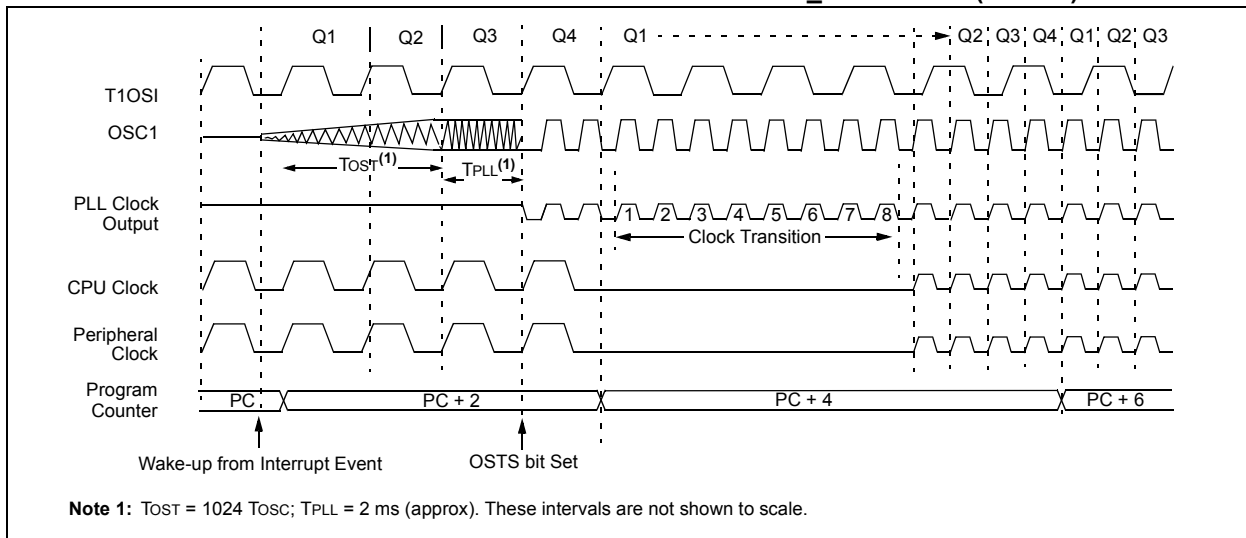 Q1 Q2 Q3 Q4 Q1 Q2 Q3 Q4 Q1 Q2 Q3
T1OSI
OSC1
TOST(1) TPLL(1)
PLL Clock
Output
1 2 3 4 5 6 7 8
Clock Transition
CPU Clock
Peripheral
Clock
Program
Counter
PC PC + 2 PC + 4 PC + 6
Wake-up from Interrupt Event OSTS bit Set
Note 1: TOST = 1024 TOSC; TPLL = 2 ms (approx). These intervals are not shown to scale.